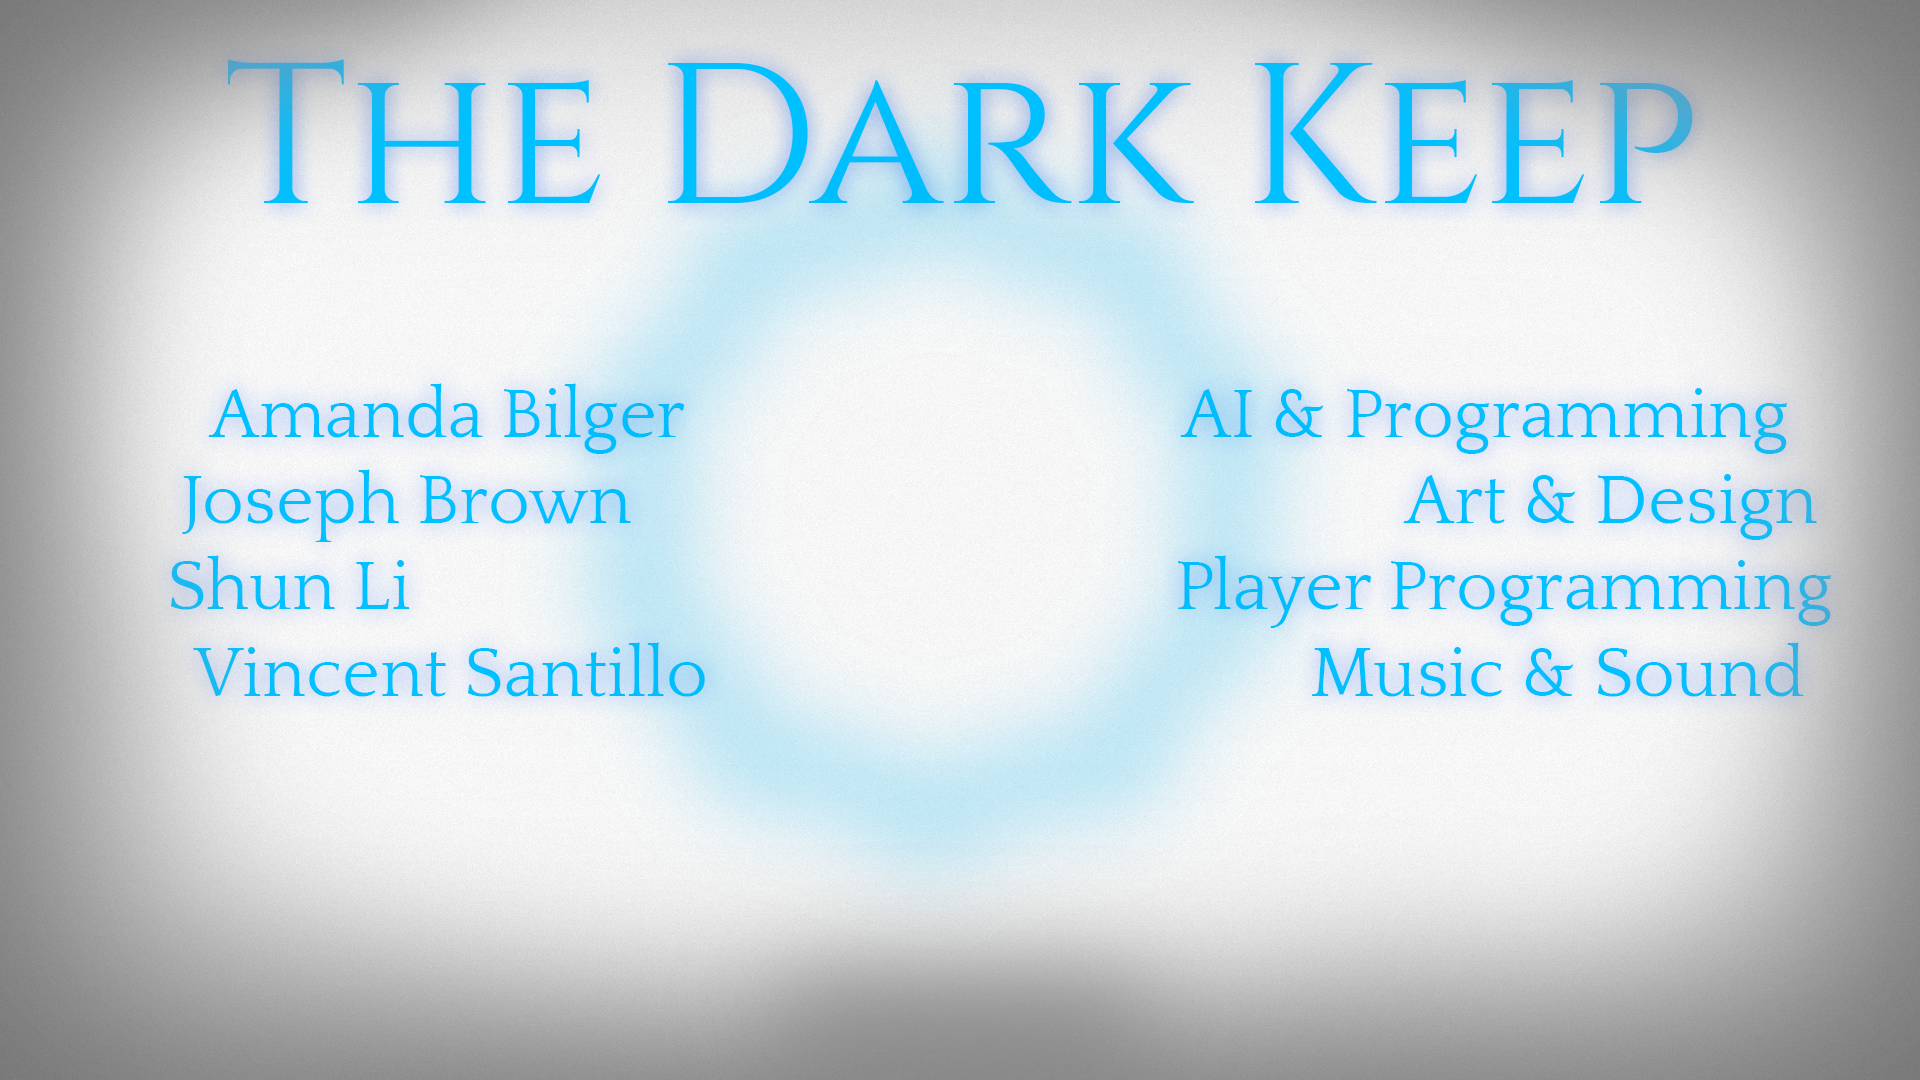 The Dark Keep
Amanda Bilger AI & Programming
Joseph Brown Art & Design
Shun Li Player Programming
Vincent Santillo Music & Sound